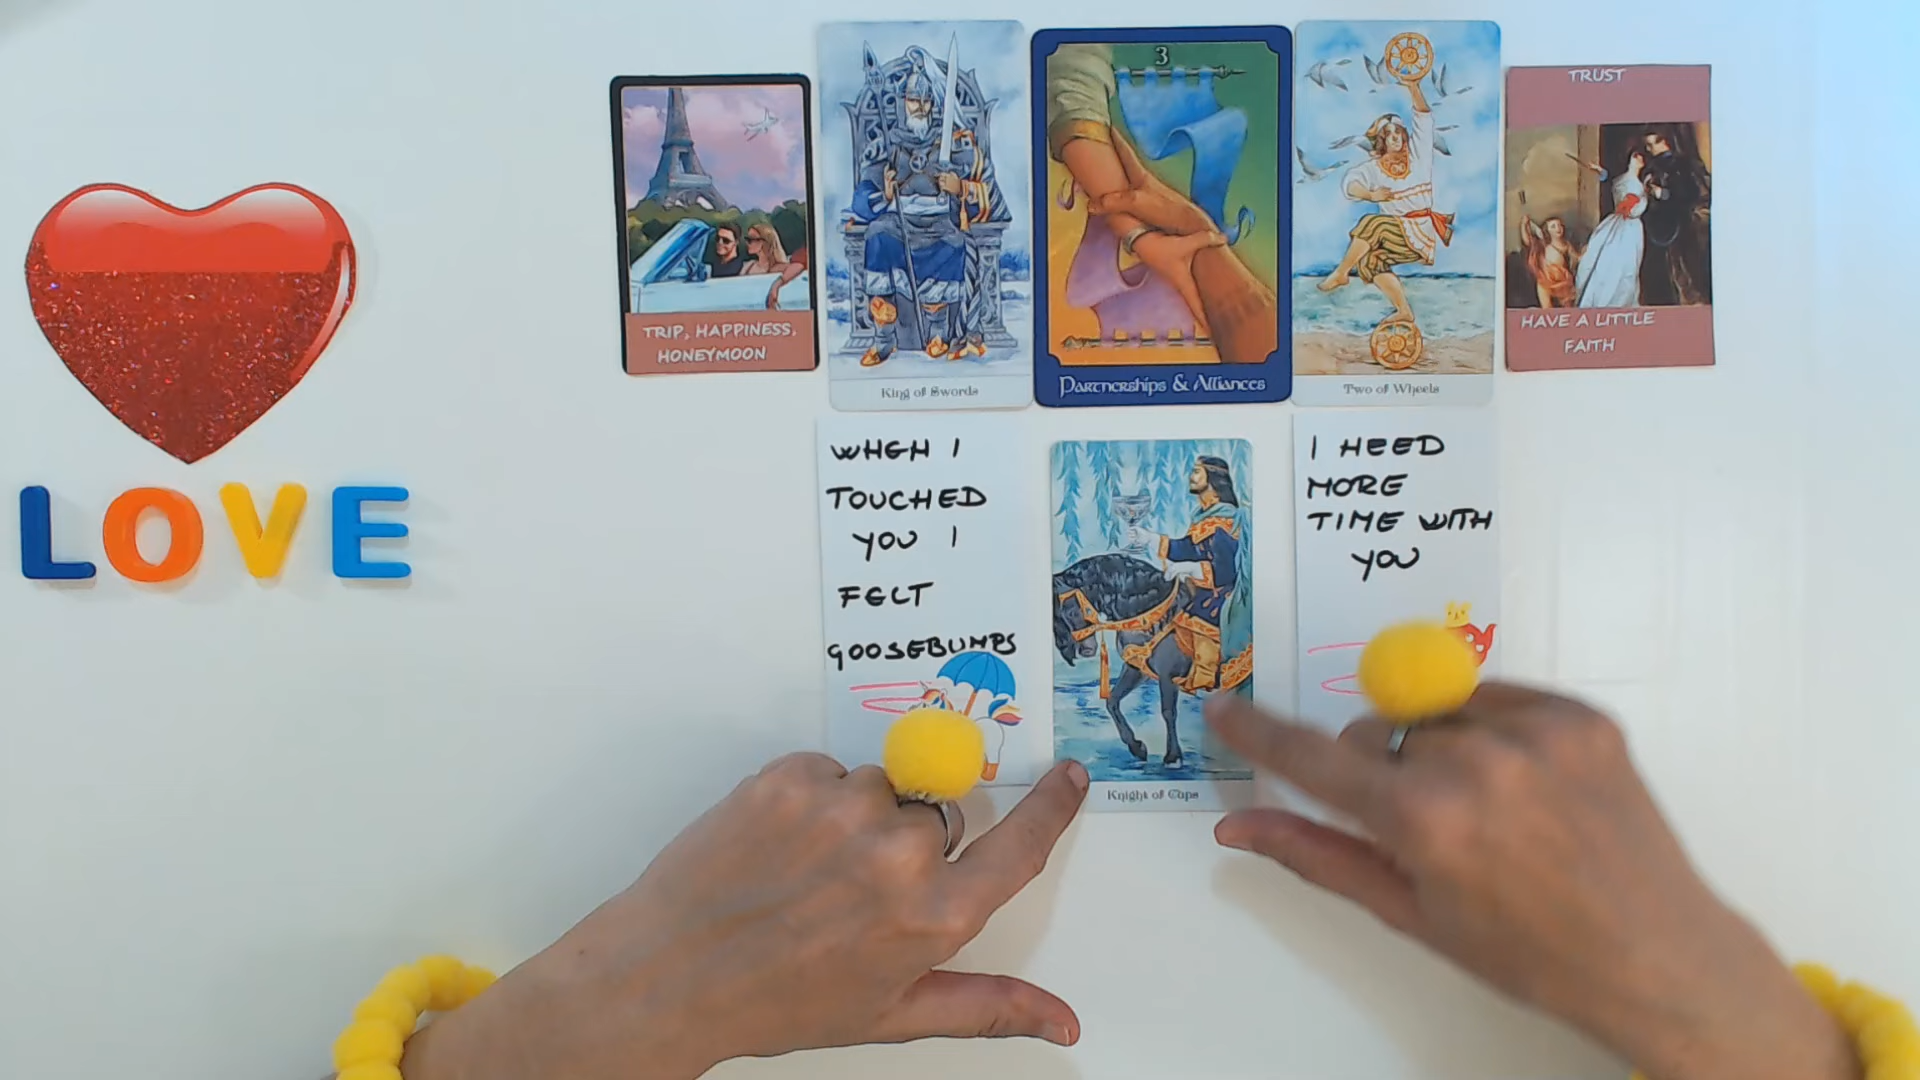 LOVE
TRIP, HAPPINESS,
HONEYMOON
King of Swords
3
Partnerships & Alliances
Two of Wheels
TRUST
HAVE A LITTLE
FAITH
WHEN I
TOUCHED
YOU I
FELT
GOOSEBUMPS
Knight of Cups
I NEED
MORE
TIME WITH
YOU